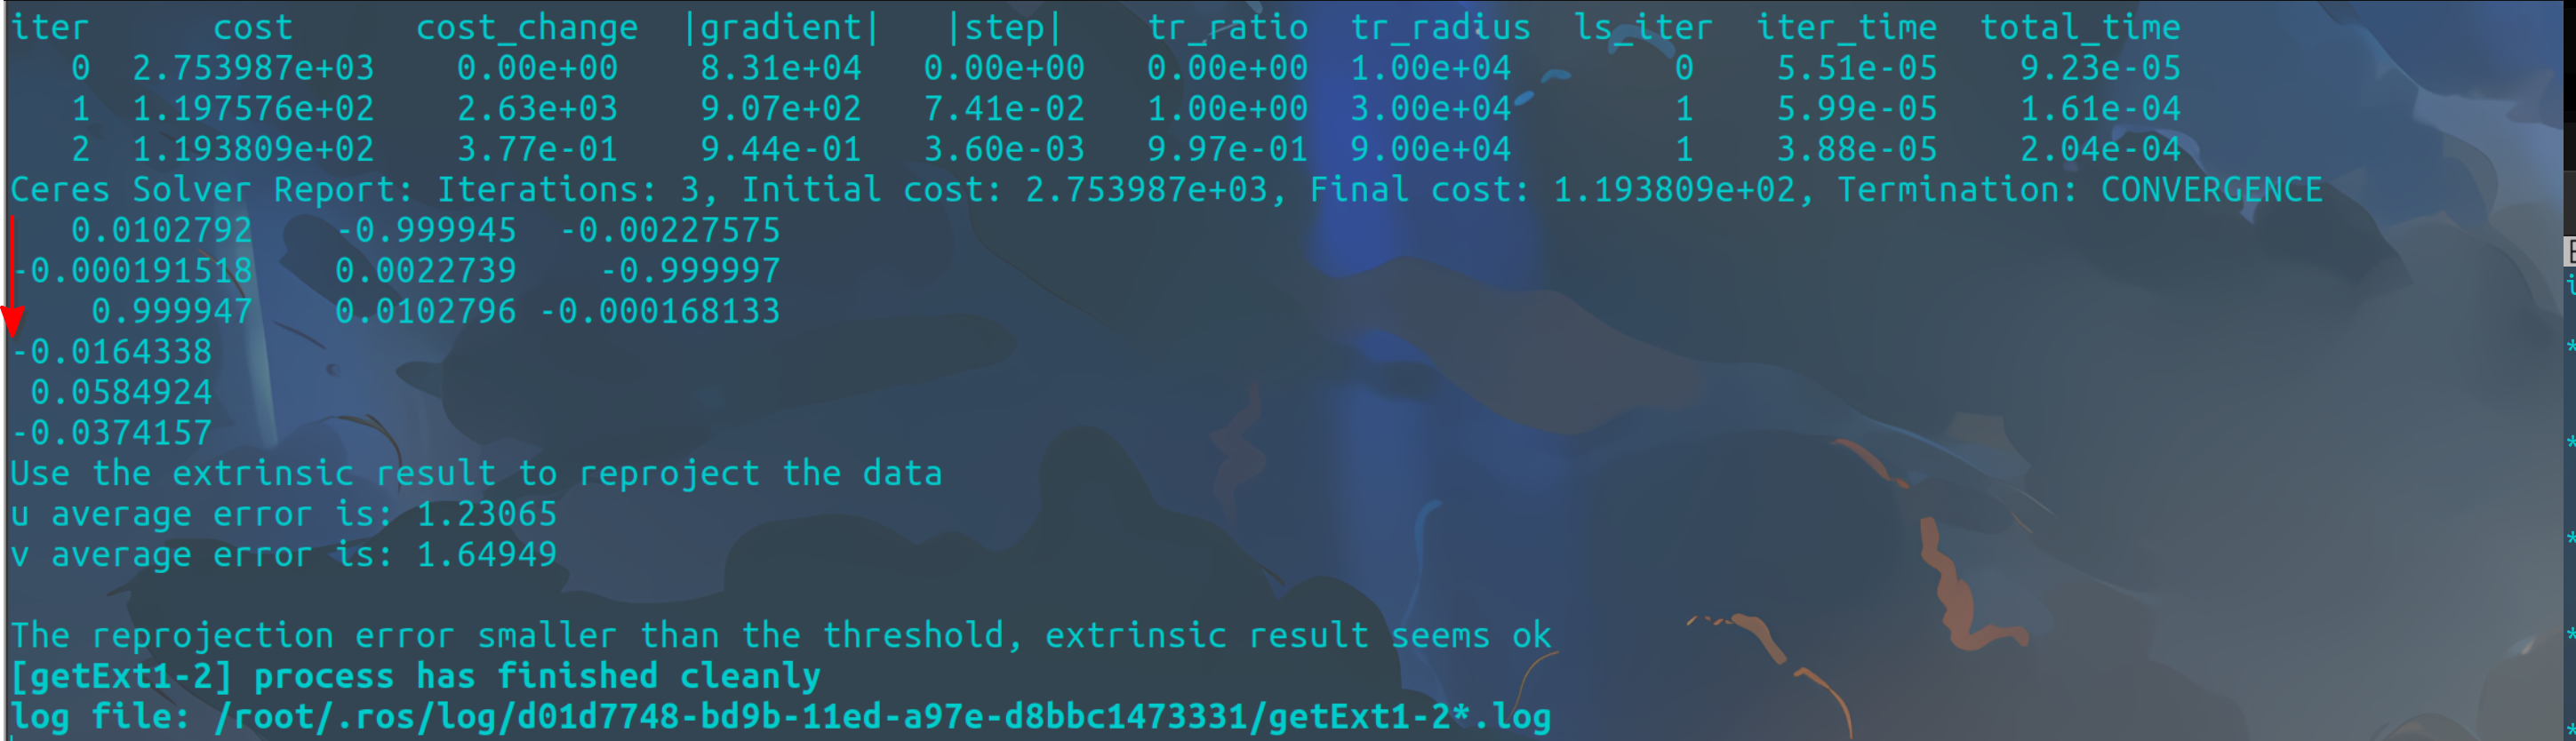 iter      cost      cost_change  |gradient|   |step|    tr_ratio  tr_radius  ls_iter  iter_time  total_time
   0  2.753987e+03    0.00e+00    8.31e+04   0.00e+00   0.00e+00  1.00e+04        0    5.51e-05    9.23e-05
   1  1.197576e+02    2.63e+03    9.07e+02   7.41e-02   1.00e+00  3.00e+04        1    5.99e-05    1.61e-04
   2  1.193809e+02    3.77e-01    9.44e-01   3.60e-03   9.97e-01  9.00e+04        1    3.88e-05    2.04e-04
Ceres Solver Report: Iterations: 3, Initial cost: 2.753987e+03, Final cost: 1.193809e+02, Termination: CONVERGENCE
   0.0102792    -0.999945  -0.00227575
-0.000191518    0.0022739    -0.999997
    0.999947    0.0102796 -0.000168133
-0.0164338
 0.0584924
-0.0374157
Use the extrinsic result to reproject the data
u average error is: 1.23065
v average error is: 1.64949
The reprojection error smaller than the threshold, extrinsic result seems ok
[getExt1-2] process has finished cleanly
log file: /root/.ros/log/d01d7748-bd9b-11ed-a97e-d8bbc1473331/getExt1-2*.log